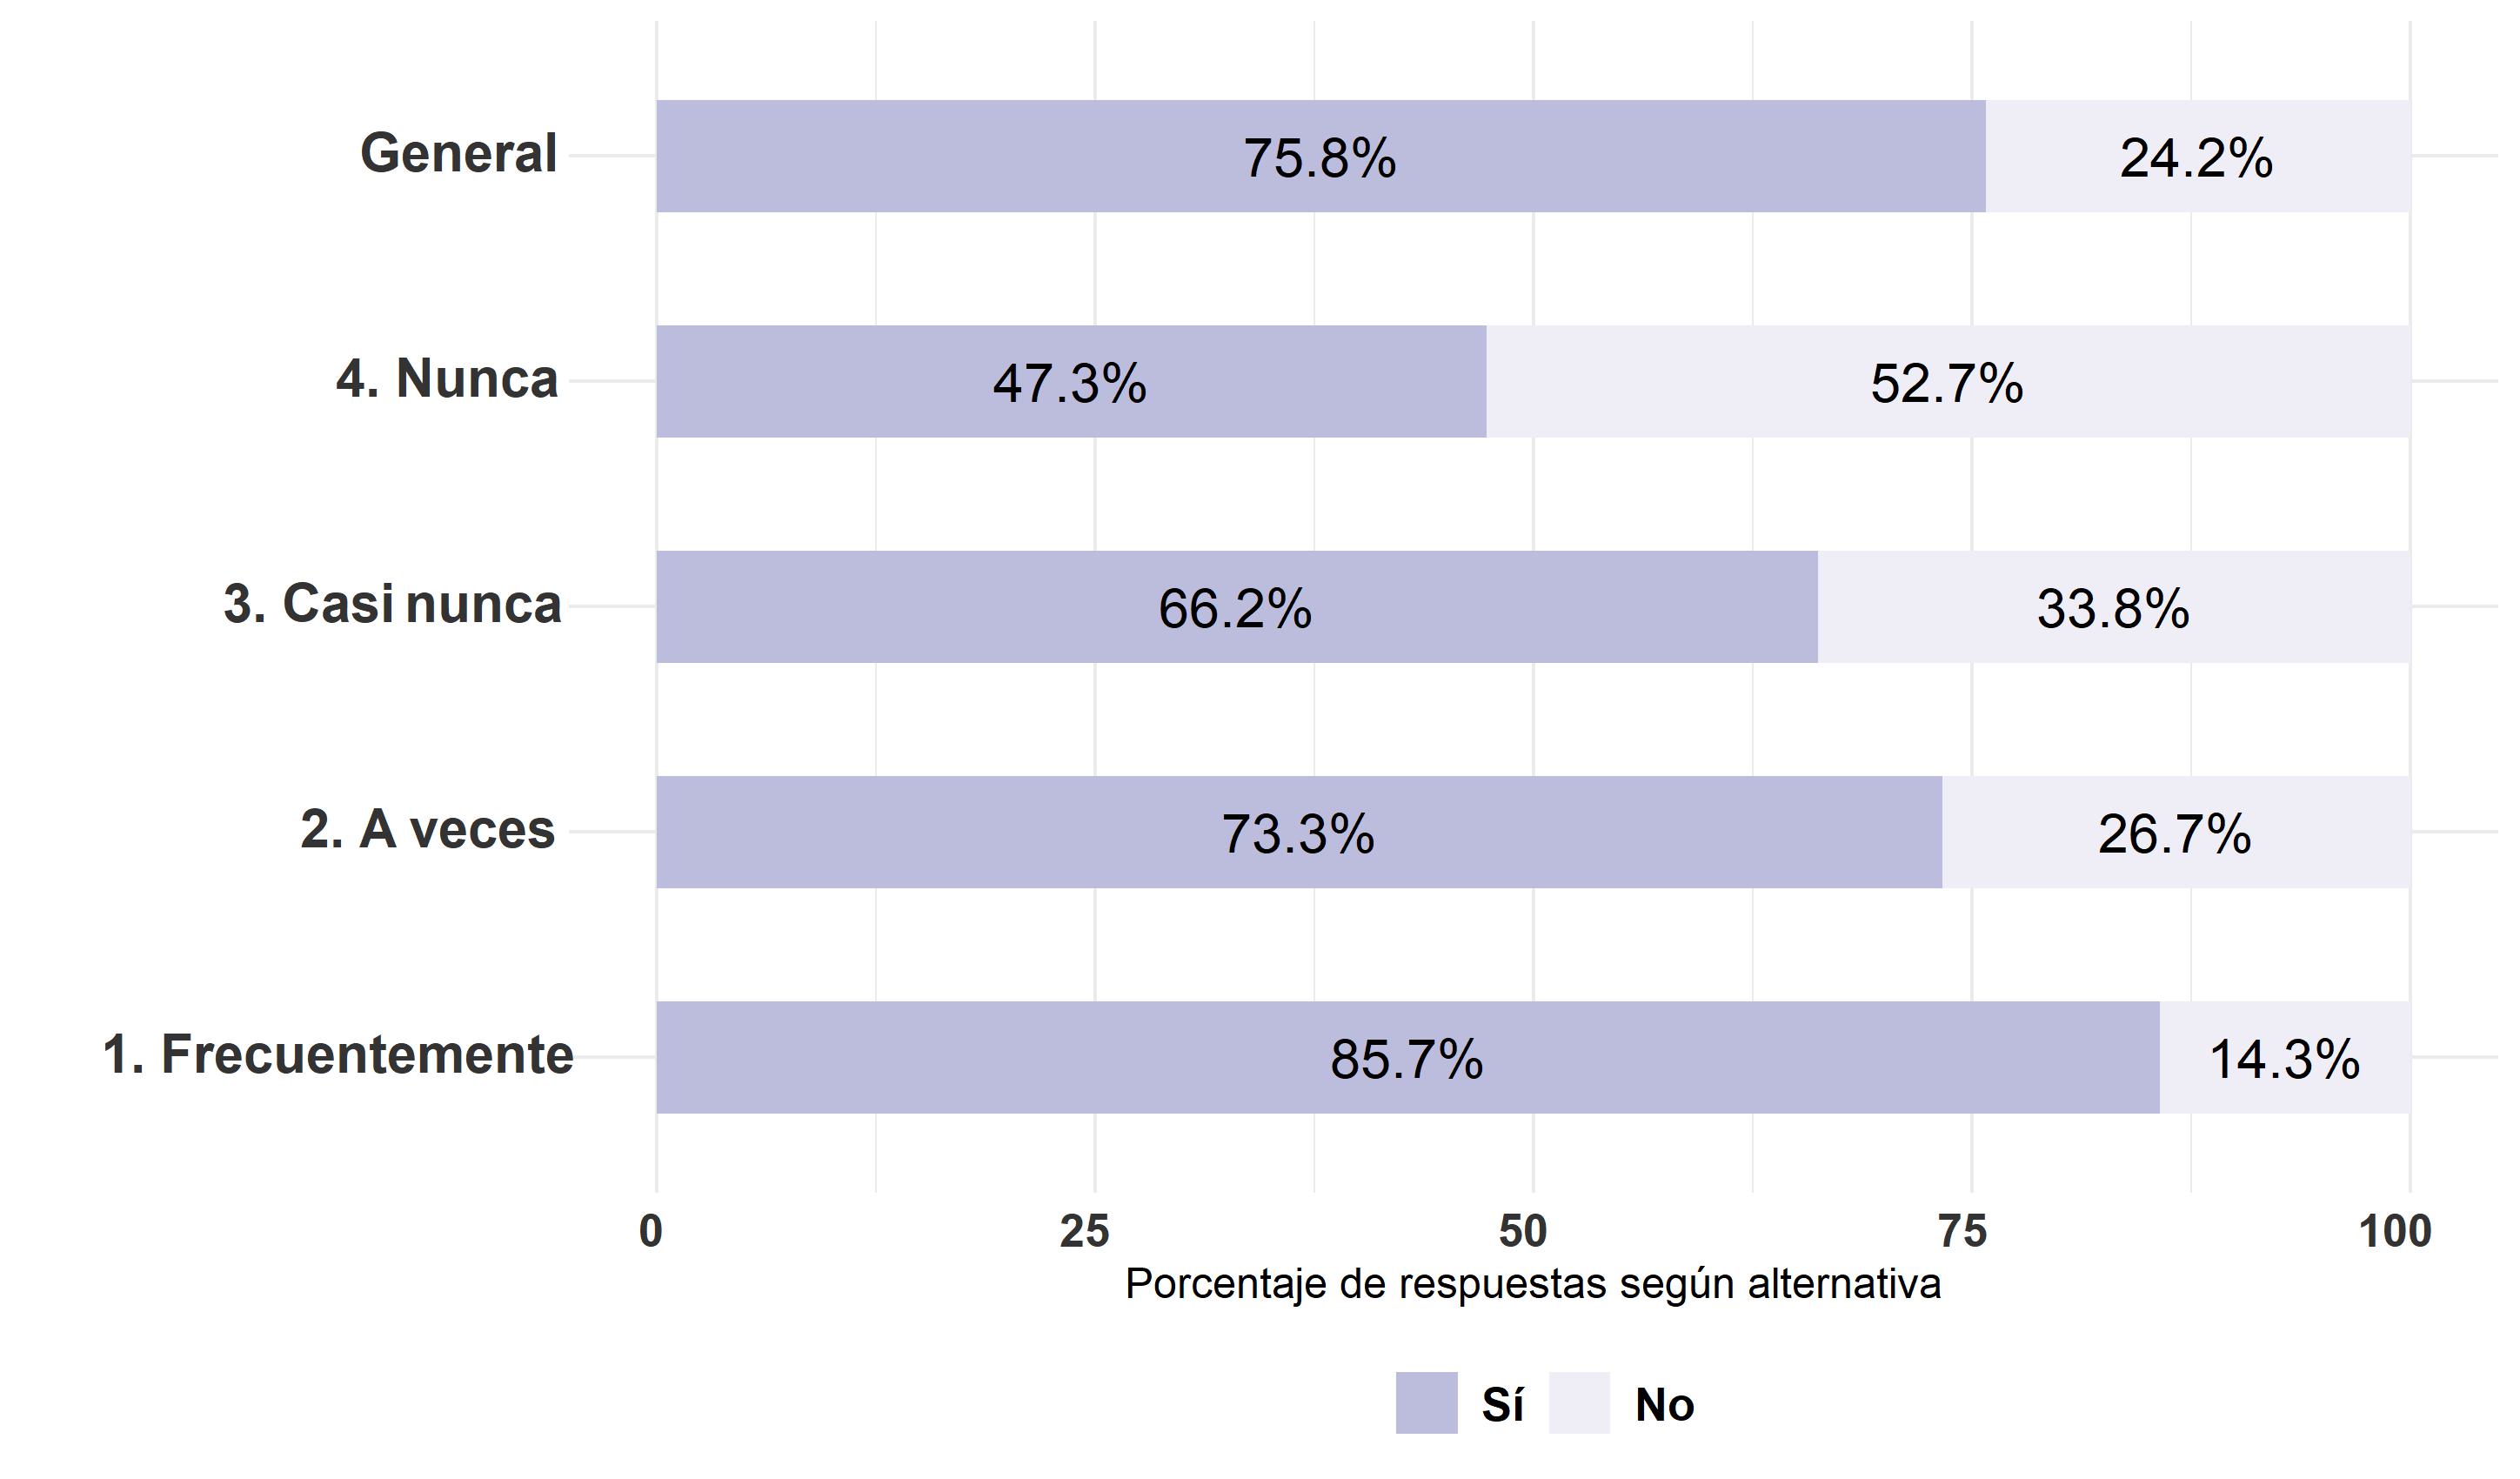 General 75.8% 24.2%
4. Nunca 47.3% 52.7%
3. Casi nunca 66.2% 33.8%
2. A veces 73.3% 26.7%
1. Frecuentemente 85.7% 14.3%
0 25 50 75 100
Porcentaje de respuestas según alternativa
Sí No